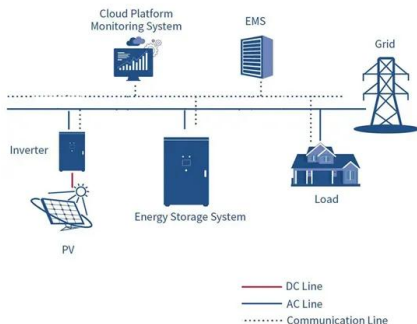 Cloud Platform
Monitoring System
EMS
Grid
Inverter
Energy Storage System
Load
PV
DC Line
AC Line
Communication Line